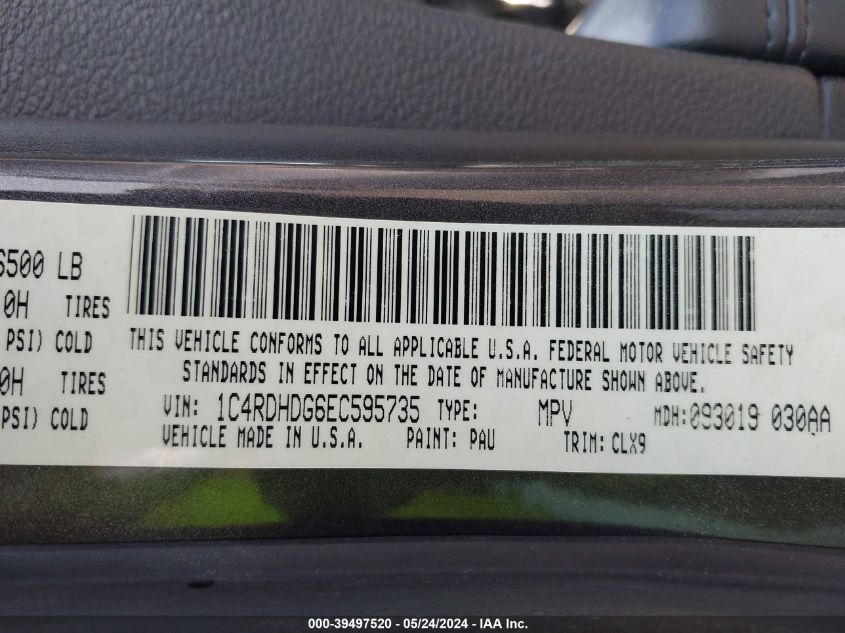 6500 LB
0H TIRES
PSI) COLD
0H TIRES
PSI) COLD
THIS VEHICLE CONFORMS TO ALL APPLICABLE U.S.A. FEDERAL MOTOR VEHICLE SAFETY
STANDARDS IN EFFECT ON THE DATE OF MANUFACTURE SHOWN ABOVE.
VIN: 1C4RDHDG6EC595735 TYPE: MPV MDH: 093019 030AA
VEHICLE MADE IN U.S.A. PAINT: PAU TRIM: CLX9
000-39497520 - 05/24/2024 - IAA Inc.